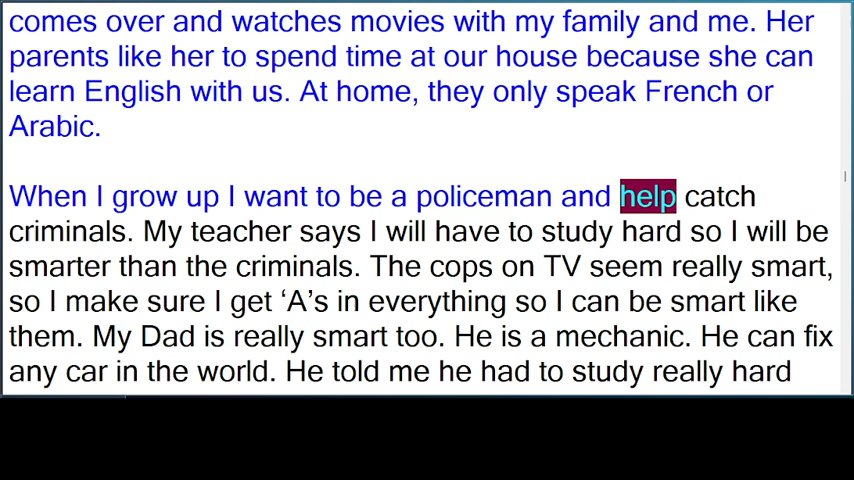 comes over and watches movies with my family and me. Her
parents like her to spend time at our house because she can
learn English with us. At home, they only speak French or
Arabic.
When I grow up I want to be a policeman and help catch
criminals. My teacher says I will have to study hard so I will be
smarter than the criminals. The cops on TV seem really smart,
so I make sure I get ‘A’s in everything so I can be smart like
them. My Dad is really smart too. He is a mechanic. He can fix
any car in the world. He told me he had to study really hard